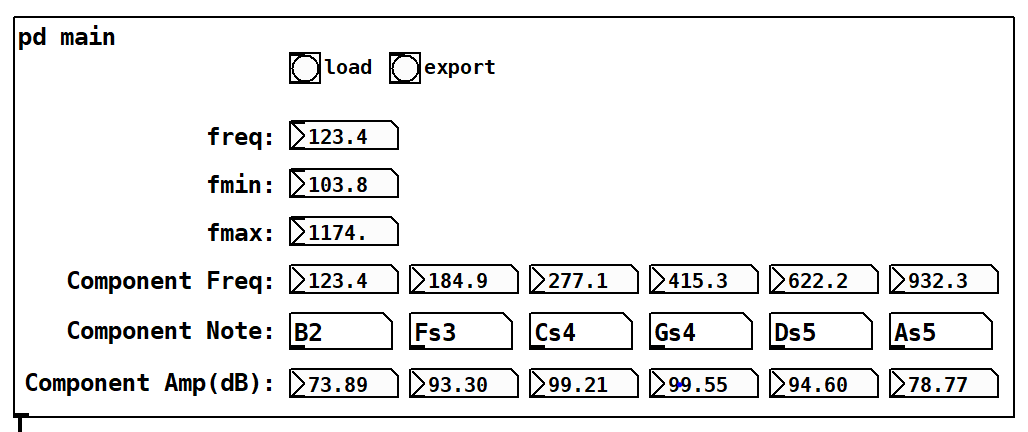 pd main
load export
freq: 123.4
fmin: 103.8
fmax: 1174.
Component Freq: 123.4 184.9 277.1 415.3 622.2 932.3
Component Note: B2 Fs3 Cs4 Gs4 Ds5 As5
Component Amp(dB): 73.89 93.30 99.21 99.55 94.60 78.77